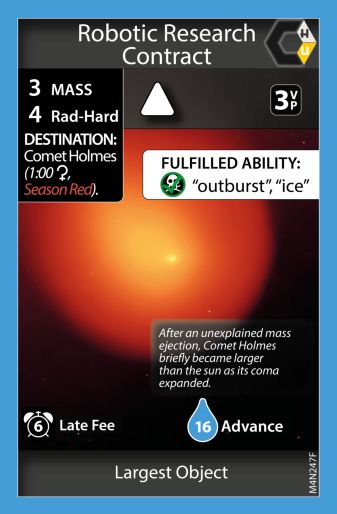 Robotic Research
Contract
H
U
3 MASS
4 Rad-Hard
DESTINATION:
Comet Holmes
(1:00 ,
Season Red).
3 VP
FULFILLED ABILITY:
“outburst”, “ice”
After an unexplained mass
ejection, Comet Holmes
briefly became larger
than the sun as its coma
expanded.
6 Late Fee
16 Advance
Largest Object
M4N247F